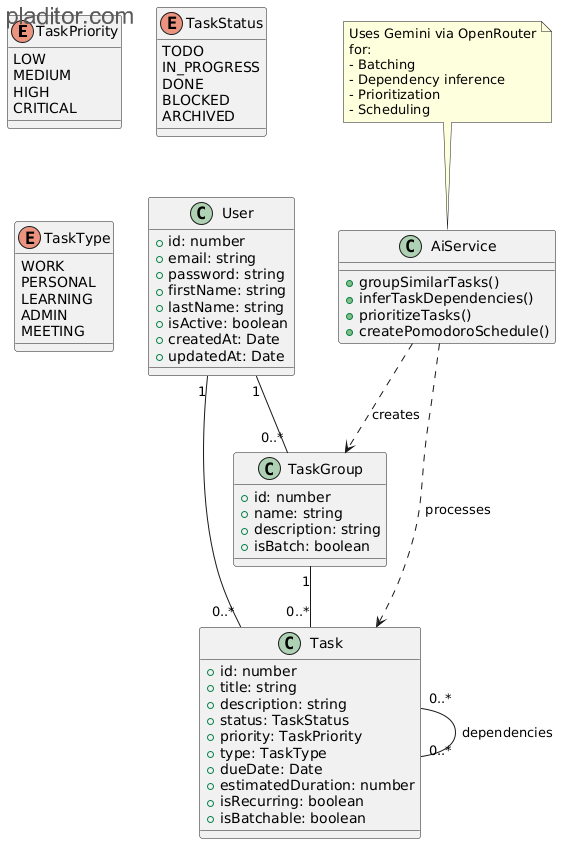 pladitor.com
E TaskPriority
LOW
MEDIUM
HIGH
CRITICAL
E TaskStatus
TODO
IN_PROGRESS
DONE
BLOCKED
ARCHIVED
Uses Gemini via OpenRouter
for:
- Batching
- Dependency inference
- Prioritization
- Scheduling
E TaskType
WORK
PERSONAL
LEARNING
ADMIN
MEETING
C User
id: number
email: string
password: string
firstName: string
lastName: string
isActive: boolean
createdAt: Date
updatedAt: Date
C AiService
groupSimilarTasks()
inferTaskDependencies()
prioritizeTasks()
createPomodoroSchedule()
1
1
creates
0..*
C TaskGroup
id: number
name: string
description: string
isBatch: boolean
processes
1
0..*
0..*
C Task
id: number
title: string
description: string
status: TaskStatus
priority: TaskPriority
type: TaskType
dueDate: Date
estimatedDuration: number
isRecurring: boolean
isBatchable: boolean
0..*
dependencies
0..*